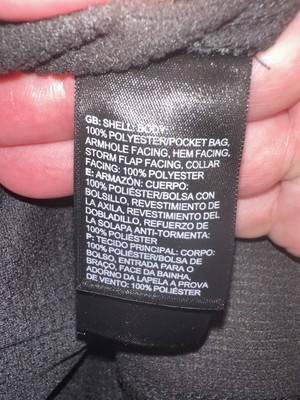 GB: SHELL: BODY:
100% POLYESTER/POCKET BAG,
ARMHOLE FACING, HEM FACING,
STORM FLAP FACING, COLLAR
FACING: 100% POLYESTER
E: ARMAZÓN: CUERPO:
100% POLIÉSTER/BOLSA CON
BOLSILLO, REVESTIMIENTO DE
LA AXILA, REVESTIMIENTO DEL
DOBLADILLO, REFUERZO DE
LA SOLAPA ANTI-TORMENTA:
100% POLIÉSTER
P: TECIDO PRINCIPAL: CORPO:
100% POLIÉSTER/BOLSA DE
BOLSO, ENTRADA PARA O
BRAÇO, FACE DA BAINHA,
ADORNO DA LAPELA A PROVA
DE VENTO: 100% POLIÉSTER